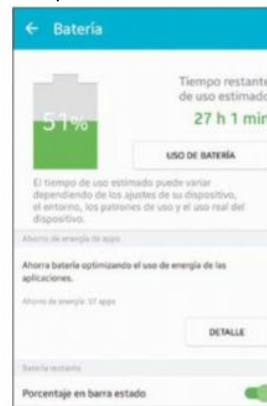 ← Batería
Tiempo restante
de uso estimado
51%
27 h 1 min
USO DE BATERÍA
El tiempo de uso estimado puede variar
dependiendo de los ajustes de su dispositivo,
el entorno, los patrones de uso y el uso real del
dispositivo.
Ahorro de energía de apps
Ahorra batería optimizando el uso de energía de las
aplicaciones.
Ahorro de energía: 37 apps
DETALLE
Batería restante
Porcentaje en barra estado